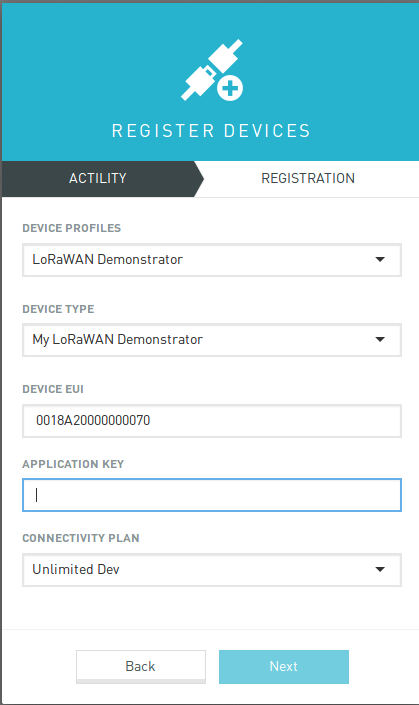 REGISTER DEVICES
ACTILITY
REGISTRATION
DEVICE PROFILES
LoRaWAN Demonstrator
DEVICE TYPE
My LoRaWAN Demonstrator
DEVICE EUI
0018A20000000070
APPLICATION KEY
CONNECTIVITY PLAN
Unlimited Dev
Back
Next